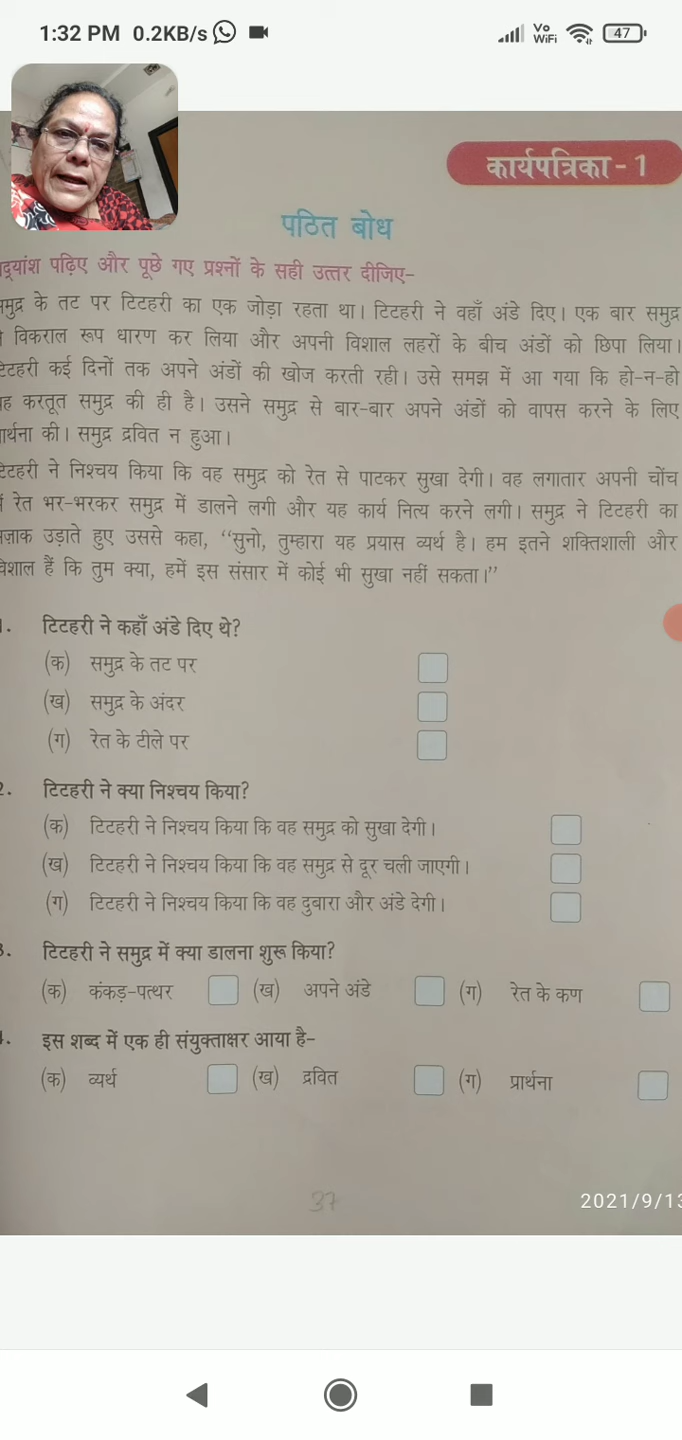 1:32 PM 0.2KB/s
Vo WiFi 47
कार्यपत्रिका - 1
पठित बोध
पढ़िए और पूछे गए प्रश्नों के सही उत्तर दीजिए–
के तट पर टिटहरी का एक जोड़ा रहता था। टिटहरी ने वहाँ अंडे दिए। एक बार समुद्र
विकराल रूप धारण कर लिया और अपनी विशाल लहरों के बीच अंडों को छिपा लिया।
कई दिनों तक अपने अंडों की खोज करती रही। उसे समझ में आ गया कि हो-न-हो
करतूत समुद्र की ही है। उसने समुद्र से बार-बार अपने अंडों को वापस करने के लिए
की। समुद्र द्रवित न हुआ।
ने निश्चय किया कि वह समुद्र को रेत से पाटकर सुखा देगी। वह लगातार अपनी चोंच
रेत भर-भरकर समुद्र में डालने लगी और यह कार्य नित्य करने लगी। समुद्र ने टिटहरी का
उड़ाते हुए उससे कहा, ‘‘सुनो, तुम्हारा यह प्रयास व्यर्थ है। हम इतने शक्तिशाली और
हैं कि तुम क्या, हमें इस संसार में कोई भी सुखा नहीं सकता।’’
टिटहरी ने कहाँ अंडे दिए थे?
(क) समुद्र के तट पर
(ख) समुद्र के अंदर
(ग) रेत के टीले पर
2. टिटहरी ने क्या निश्चय किया?
(क) टिटहरी ने निश्चय किया कि वह समुद्र को सुखा देगी।
(ख) टिटहरी ने निश्चय किया कि वह समुद्र से दूर चली जाएगी।
(ग) टिटहरी ने निश्चय किया कि वह दुबारा और अंडे देगी।
3. टिटहरी ने समुद्र में क्या डालना शुरू किया?
(क) कंकड़-पत्थर (ख) अपने अंडे (ग) रेत के कण
इस शब्द में एक ही संयुक्ताक्षर आया है–
(क) व्यर्थ (ख) द्रवित (ग) प्रार्थना
37
2021/9/13